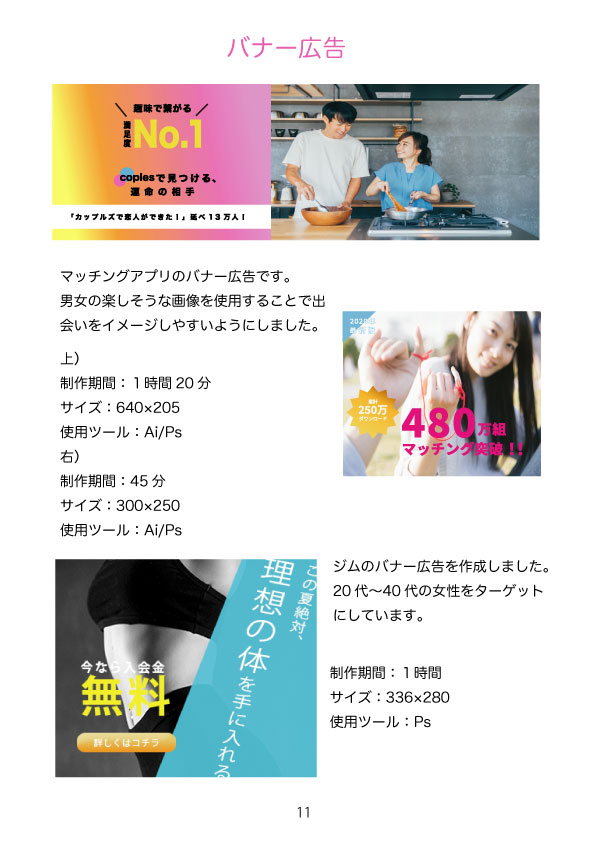 バナー広告
＼ 趣味で繋がる ／
満足度
No.1
coplesで見つける、
運命の相手
「カップルズで恋人ができた！」延べ13万人！
マッチングアプリのバナー広告です。
男女の楽しそうな画像を使用することで出
会いをイメージしやすいようにしました。
上）
制作期間：１時間20分
サイズ：640×205
使用ツール：Ai/Ps
右）
制作期間：45分
サイズ：300×250
使用ツール：Ai/Ps
累計
250万
ダウンロード
480万組
マッチング突破！！
この夏絶対、
理想の体を手に入れる
今なら入会金
無料
詳しくはコチラ
ジムのバナー広告を作成しました。
20代〜40代の女性をターゲット
にしています。
制作期間：１時間
サイズ：336×280
使用ツール：Ps
11